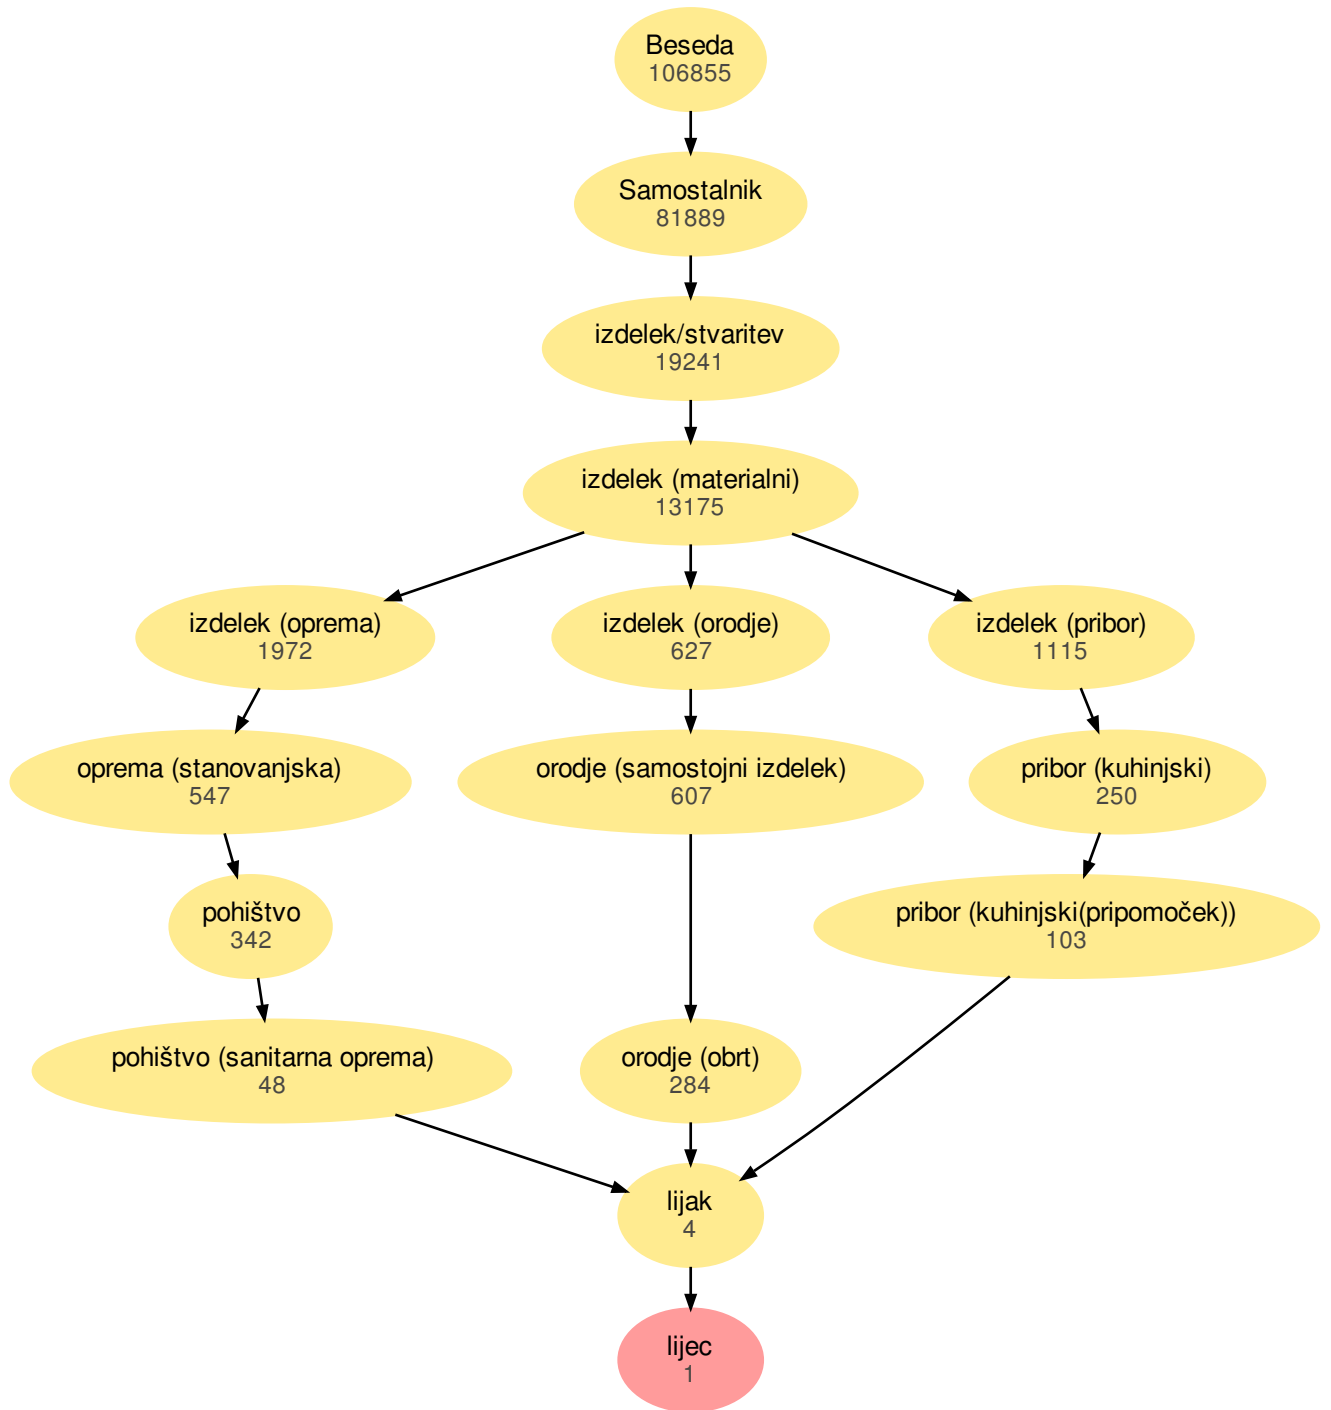 Beseda
106855
Samostalnik
81889
izdelek/stvaritev
19241
izdelek (materialni)
13175
izdelek (oprema)
1972
izdelek (orodje)
627
izdelek (pribor)
1115
oprema (stanovanjska)
547
orodje (samostojni izdelek)
607
pribor (kuhinjski)
250
pohištvo
342
pribor (kuhinjski(pripomoček))
103
pohištvo (sanitarna oprema)
48
orodje (obrt)
284
lijak
4
lijec
1